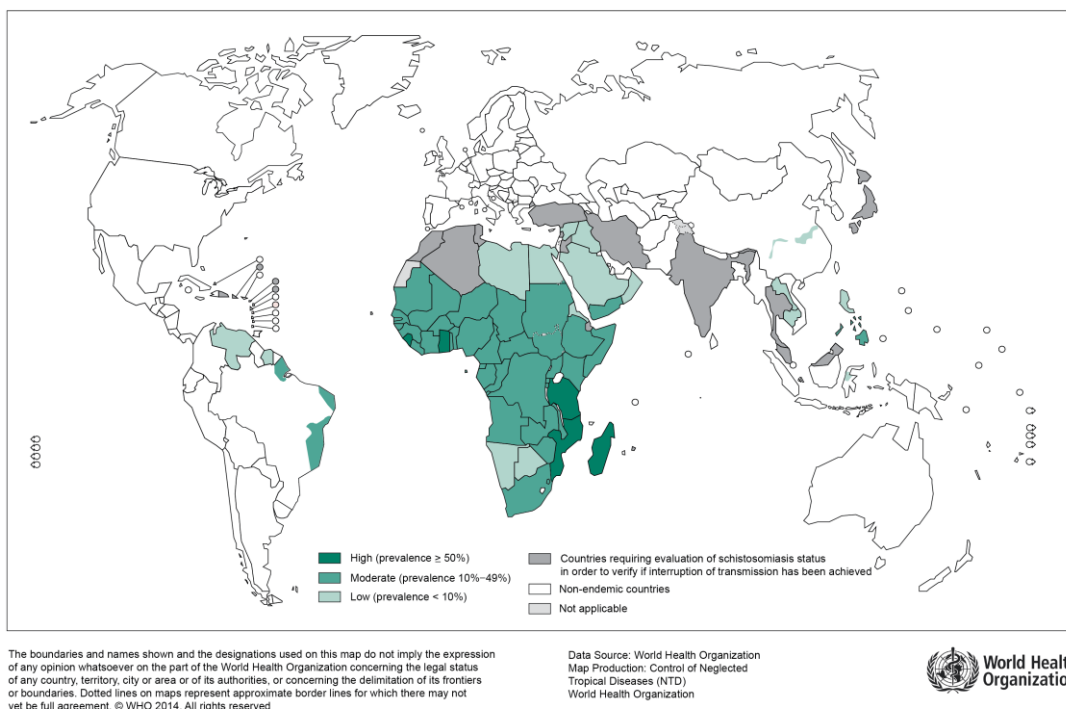 High (prevalence ≥ 50%)
Moderate (prevalence 10%–49%)
Low (prevalence < 10%)
Countries requiring evaluation of schistosomiasis status
in order to verify if interruption of transmission has been achieved
Non-endemic countries
Not applicable
The boundaries and names shown and the designations used on this map do not imply the expression
of any opinion whatsoever on the part of the World Health Organization concerning the legal status
of any country, territory, city or area or of its authorities, or concerning the delimitation of its frontiers
or boundaries. Dotted lines on maps represent approximate border lines for which there may not
yet be full agreement. © WHO 2014. All rights reserved
Data Source: World Health Organization
Map Production: Control of Neglected
Tropical Diseases (NTD)
World Health Organization
World Healt
Organizatio